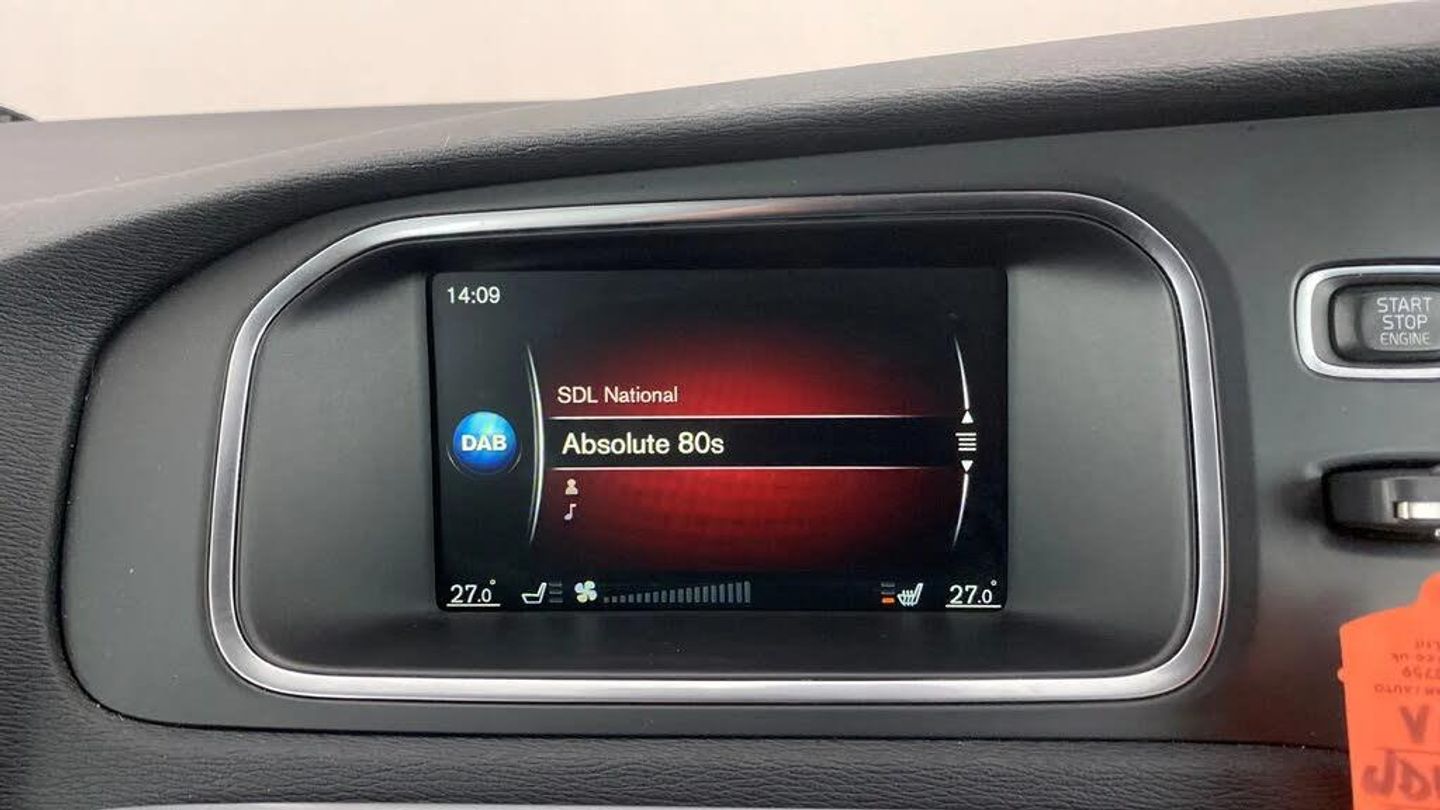 14:09
SDL National
DAB
Absolute 80s
27.0°
27.0°
START
STOP
ENGINE